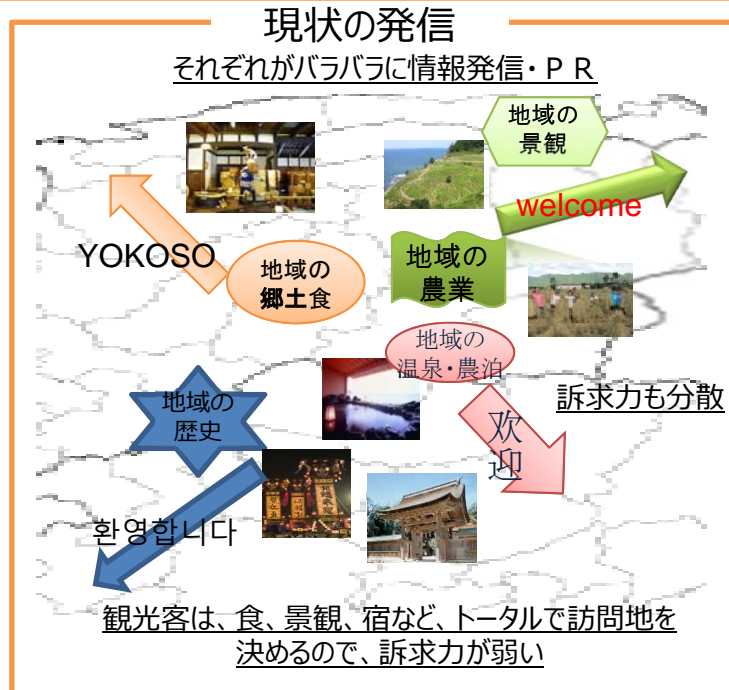 現状の発信
それぞれがバラバラに情報発信・ＰＲ
地域の
景観
welcome
YOKOSO
地域の
郷土食
地域の
農業
地域の
温泉・農泊
訴求力も分散
地域の
歴史
欢
迎
환영합니다
観光客は、食、景観、宿など、トータルで訪問地を
決めるので、訴求力が弱い